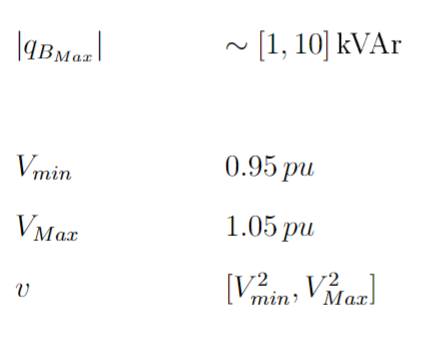 |q_{B_{Max}}| ∼ [1, 10] kVAr
V_{min} 0.95 pu
V_{Max} 1.05 pu
v [V_{min}^2, V_{Max}^2]